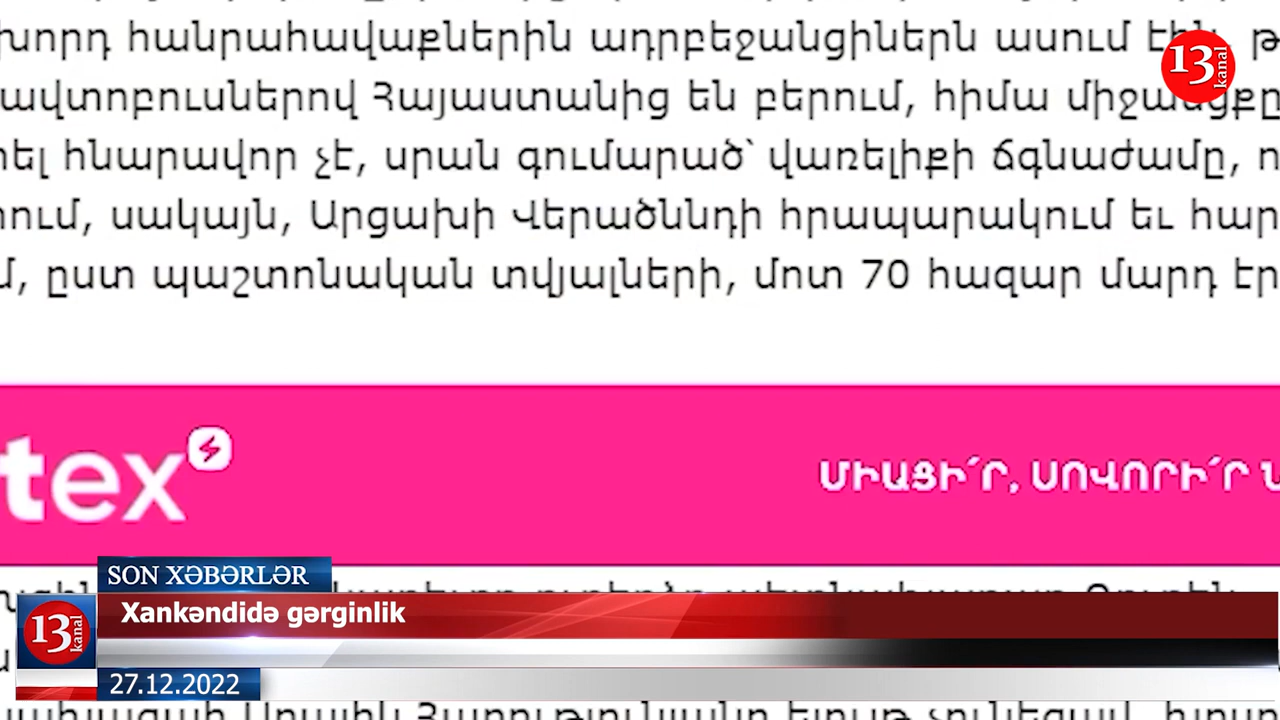 խորդ հանրահավաքներին ադրբեջանցիներն ասում էին, թ
13 kanal
ավտոբուսներով Հայաստանից են բերում, հիմա միջանցքը
ել հնարավոր չէ, սրան գումարած՝ վառելիքի ճգնաժամը, ո
ում, սակայն, Արցախի Վերածննդի հրապարակում եւ հար
մ, ըստ պաշտոնական տվյալների, մոտ 70 հազար մարդ էր
tex
ՄԻԱՑԻ՛Ր, ՍՈՎՈՐԻ՛Ր Ն
SON XƏBƏRLƏR
Xankəndidə gərginlik
13 kanal
27.12.2022